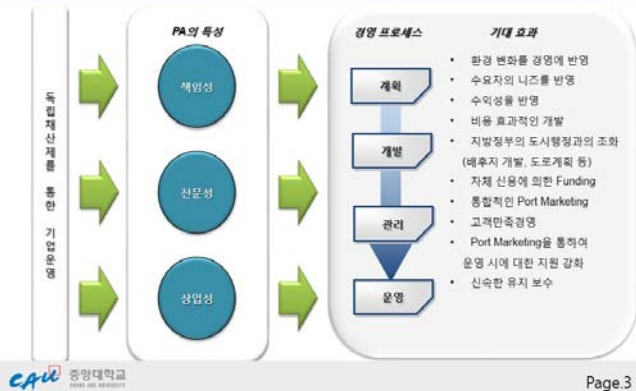 독립채산제를 통한 기업운영
PA의 특성
책임성
전문성
상업성
경영 프로세스
계획
개발
관리
운영
기대 효과
• 환경 변화를 경영에 반영
• 수요자의 니즈를 반영
• 수익성을 반영
• 비용 효과적인 개발
• 지방정부의 도시행정과의 조화
(배후지 개발, 도로계획 등)
• 자체 신용에 의한 Funding
• 통합적인 Port Marketing
• 고객만족경영
• Port Marketing을 통하여
운영 시에 대한 지원 강화
• 신속한 유지 보수
CAU 중앙대학교
Page.3